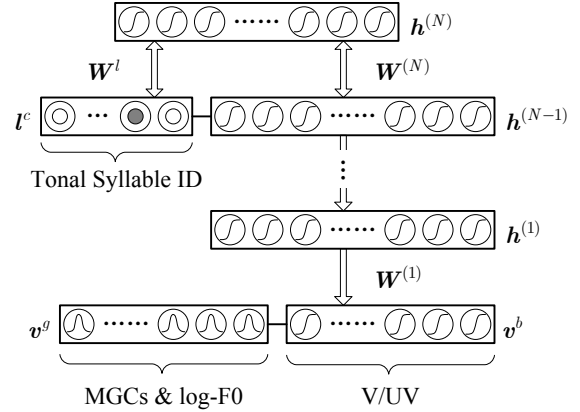 h^(N)
W^l W^(N)
l^c ... ...... h^(N−1)
Tonal Syllable ID
...
...... h^(1)
W^(1)
v^g ...... ...... v^b
MGCs & log-F0 V/UV